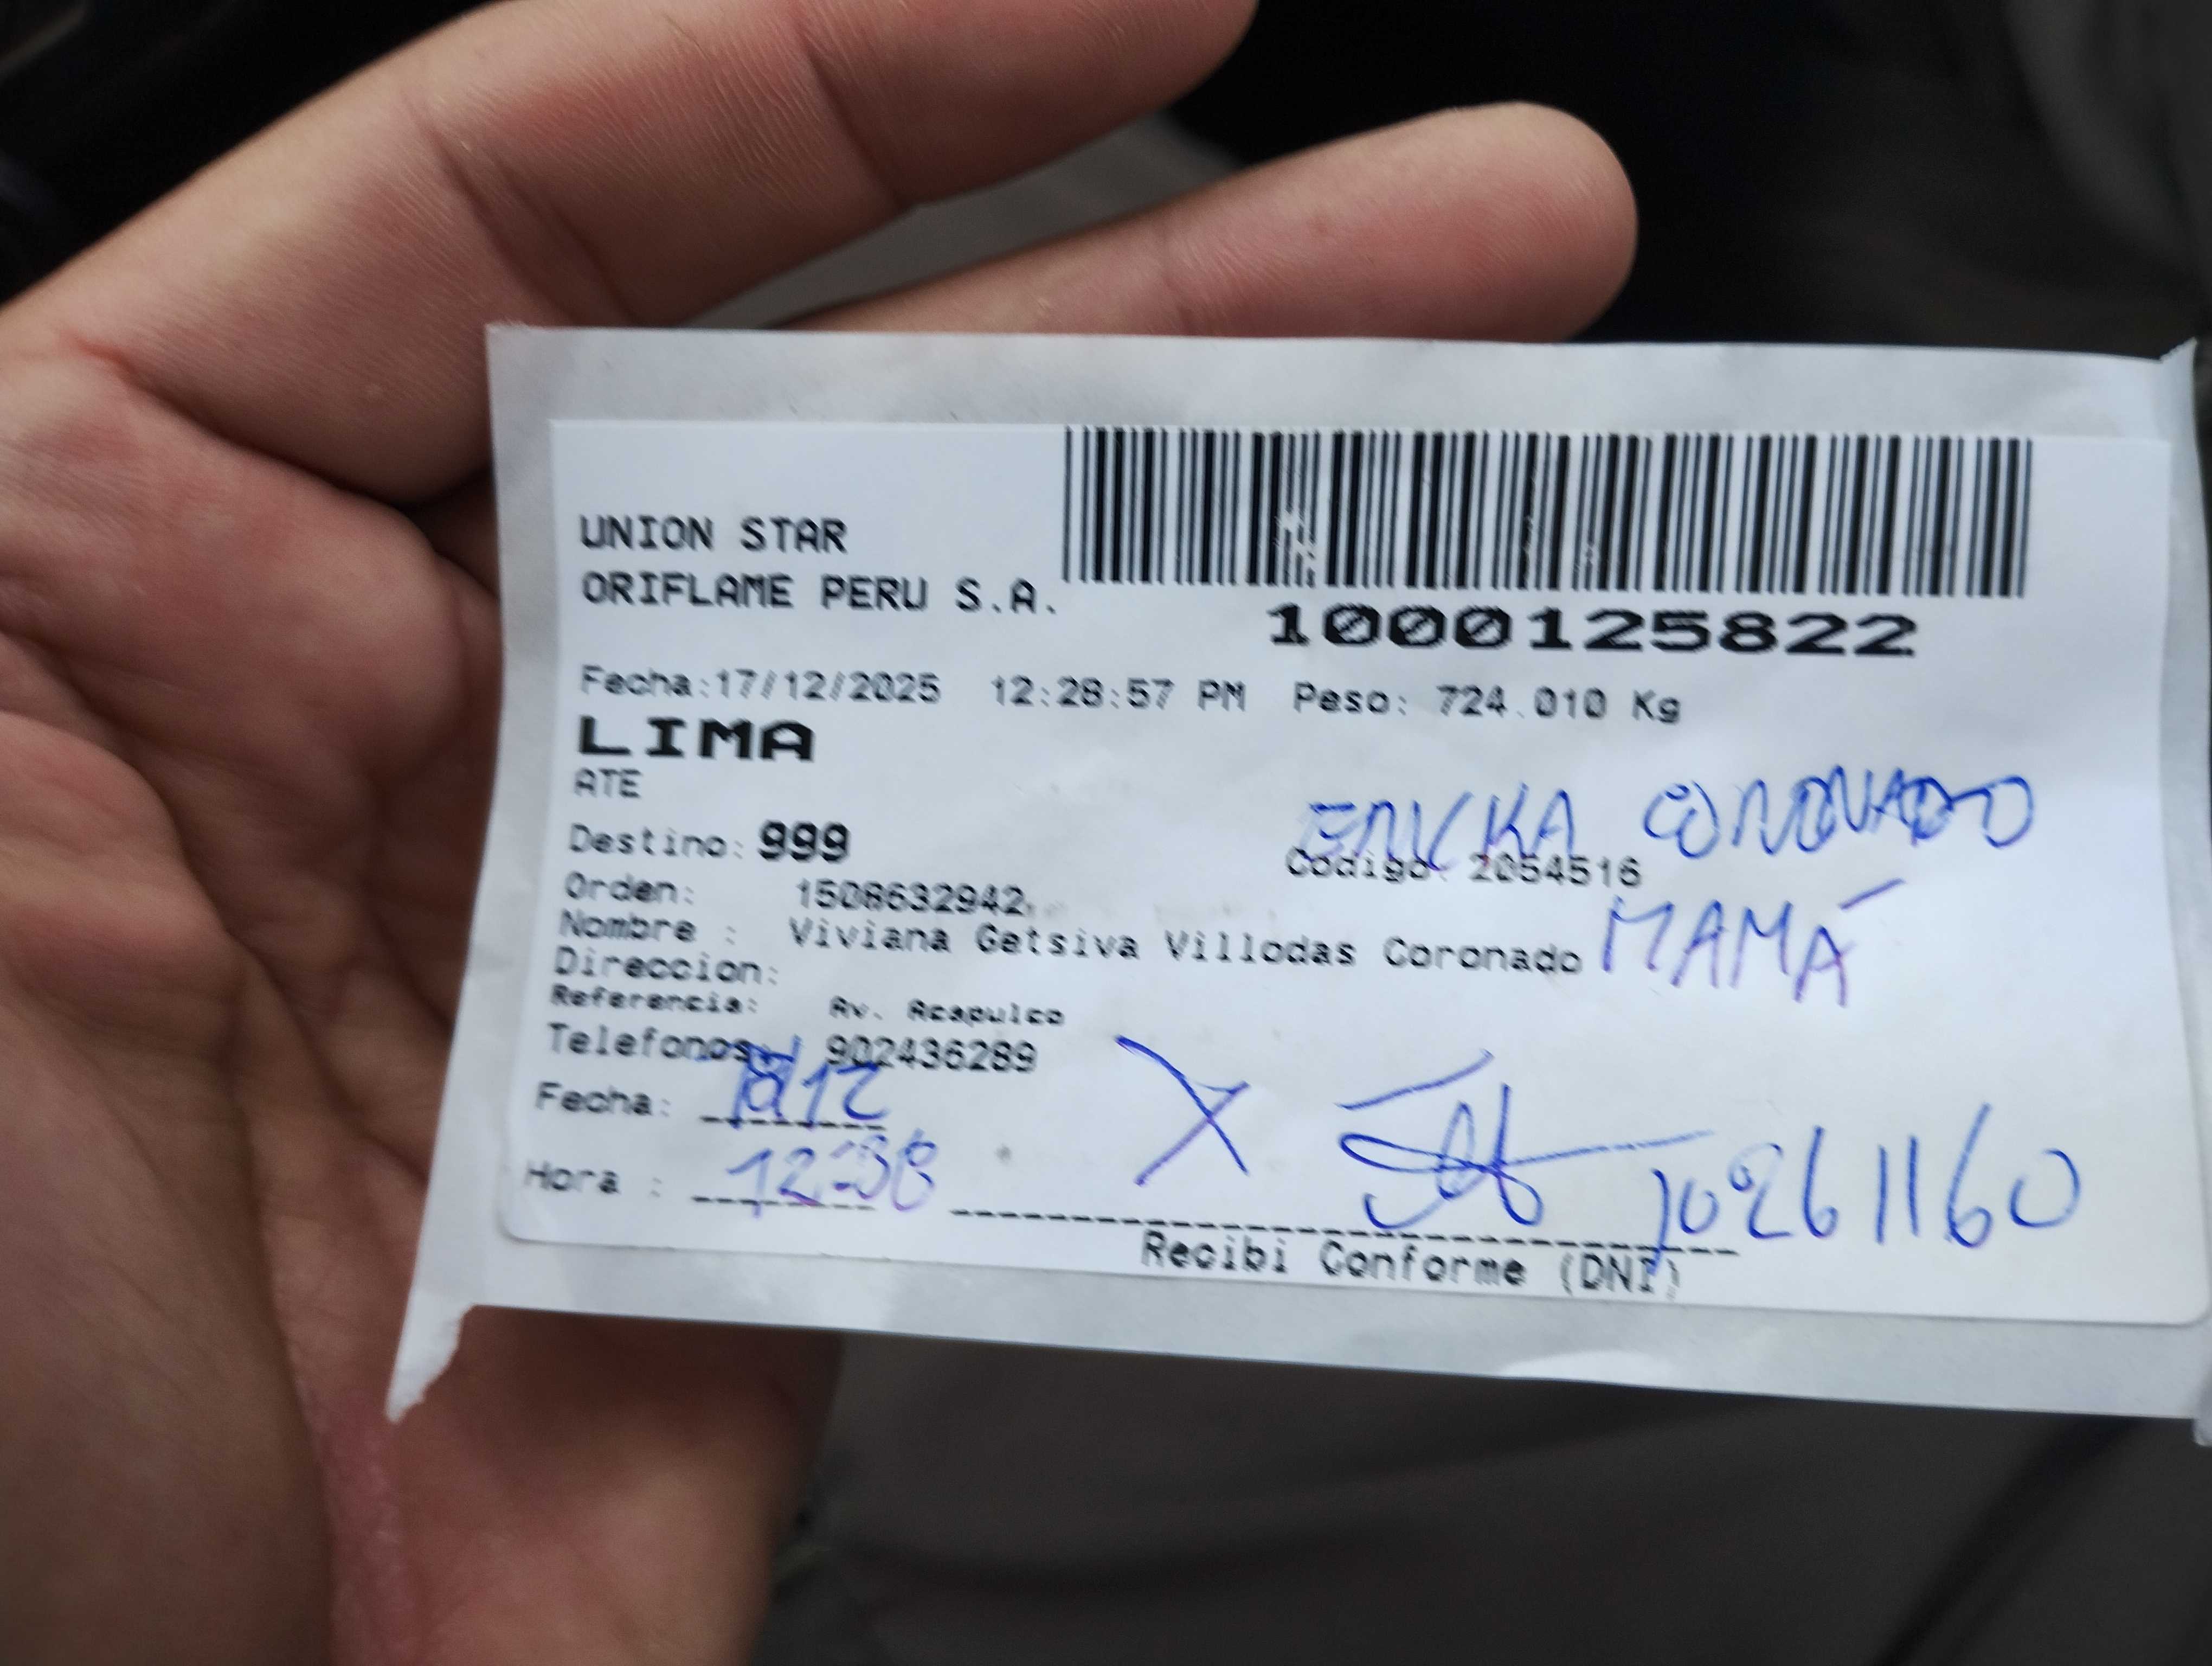 UNION STAR
ORIFLAME PERU S.A.
1000125822
Fecha:17/12/2025 12:28:57 PM Peso: 724.010 Kg
LIMA
ATE
ERICKA CORONADO
Destino: 999
Codigo: 2054516
Orden: 1508632942
Nombre : Viviana Getsiva Villodas Coronado MAMÁ
Direccion:
Referencia: Av. Acapulco
Telefonos: 902436289
Fecha: 18/12
X
Hora : 12:38
10261160
Recibi Conforme (DNI)